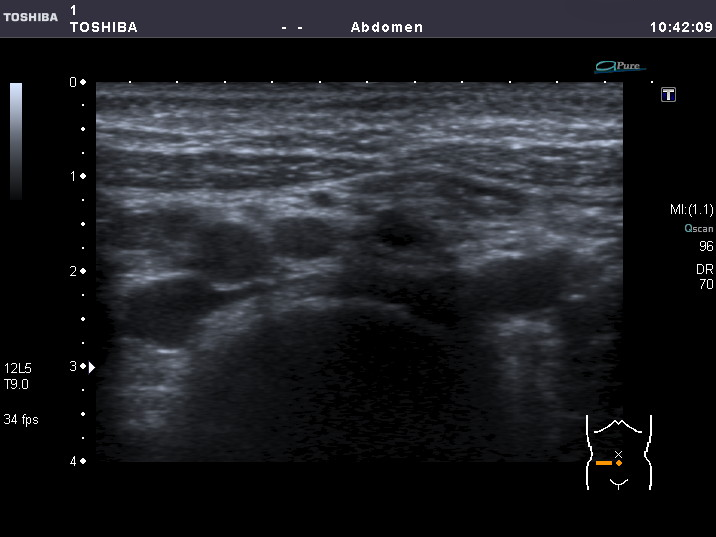 TOSHIBA
1
TOSHIBA
- -
Abdomen
10:42:09
Pure
T
0
1
2
3
4
MI:(1.1)
Qscan
96
DR
70
12L5
T9.0
34 fps